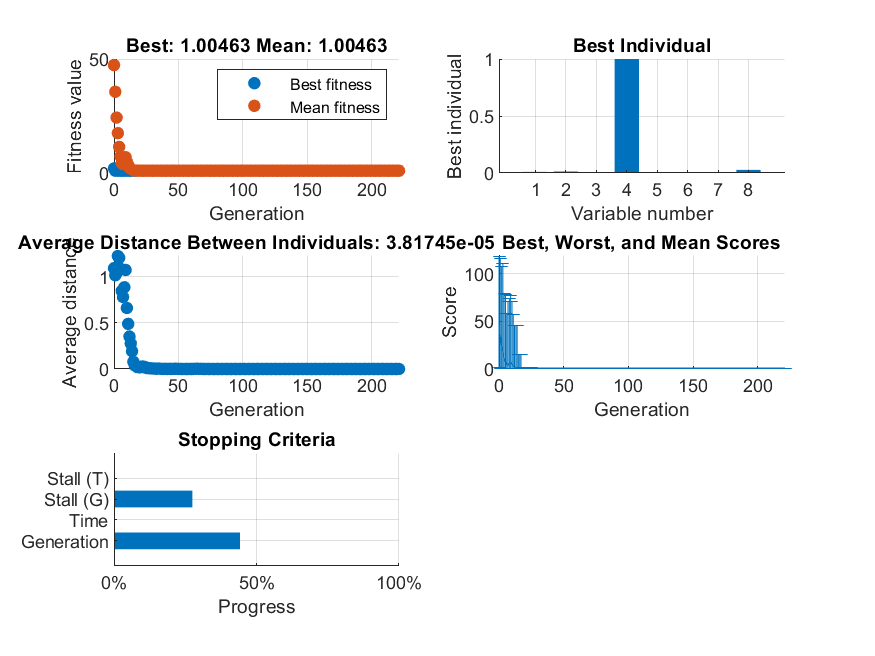 Best: 1.00463 Mean: 1.00463
Fitness value
50
0
Best fitness
Mean fitness
0 50 100 150 200
Generation
Best Individual
Best individual
1
0.5
0
1 2 3 4 5 6 7 8
Variable number
Average Distance Between Individuals: 3.81745e-05
Average distance
1
0.5
0
0 50 100 150 200
Generation
Best, Worst, and Mean Scores
Score
100
50
0
0 50 100 150 200
Generation
Stopping Criteria
Stall (T)
Stall (G)
Time
Generation
0% 50% 100%
Progress